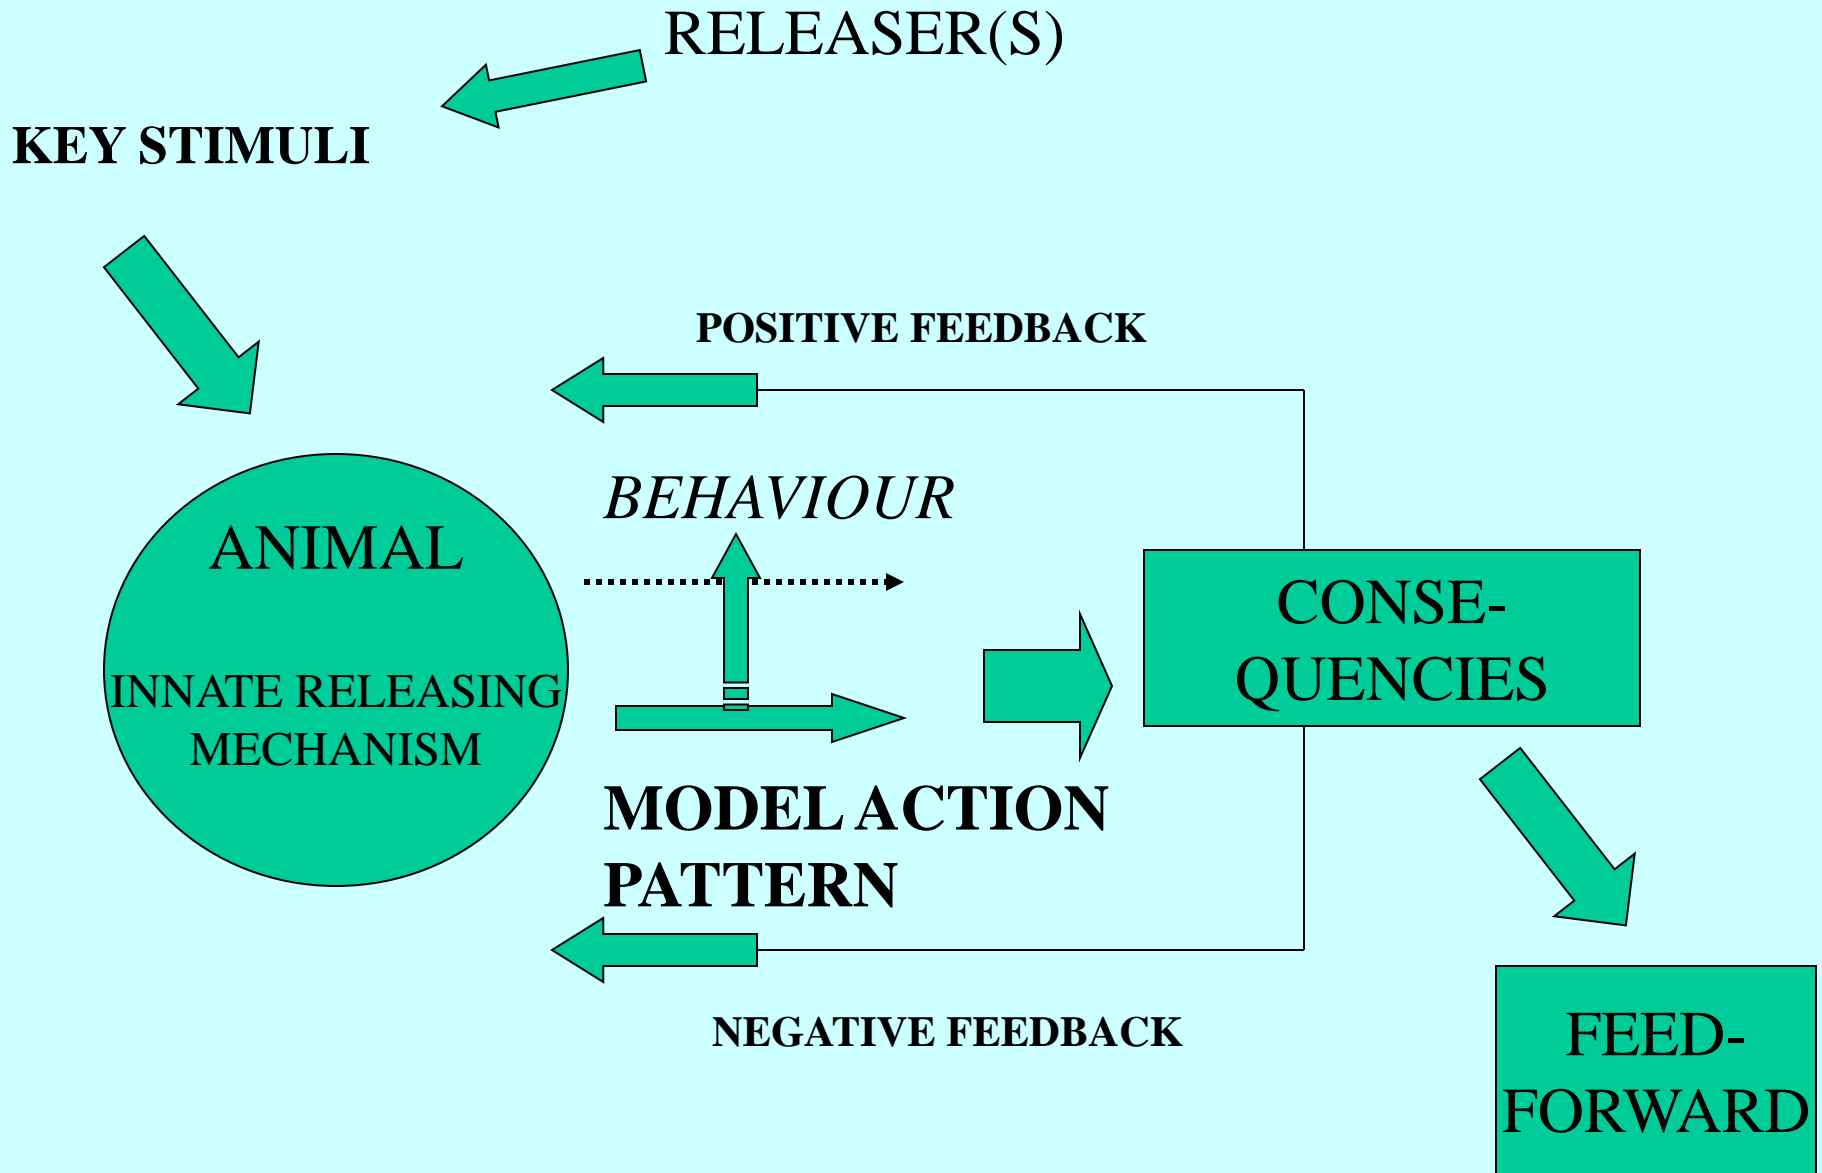 RELEASER(S)
KEY STIMULI
POSITIVE FEEDBACK
BEHAVIOUR
ANIMAL
INNATE RELEASING
MECHANISM
CONSE-
QUENCIES
MODEL ACTION
PATTERN
NEGATIVE FEEDBACK
FEED-
FORWARD